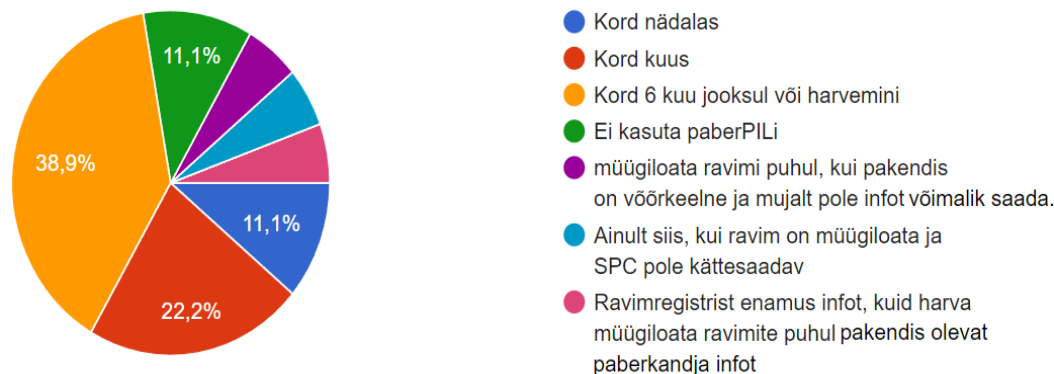 11,1%
38,9%
11,1%
22,2%
Kord nädalas
Kord kuus
Kord 6 kuu jooksul või harvemini
Ei kasuta paberPILi
müügiloata ravimi puhul, kui pakendis
on võõrkeelne ja mujalt pole infot võimalik saada.
Ainult siis, kui ravim on müügiloata ja
SPC pole kättesaadav
Ravimregistrist enamus infot, kuid harva
müügiloata ravimite puhul pakendis olevat
paberkandja infot